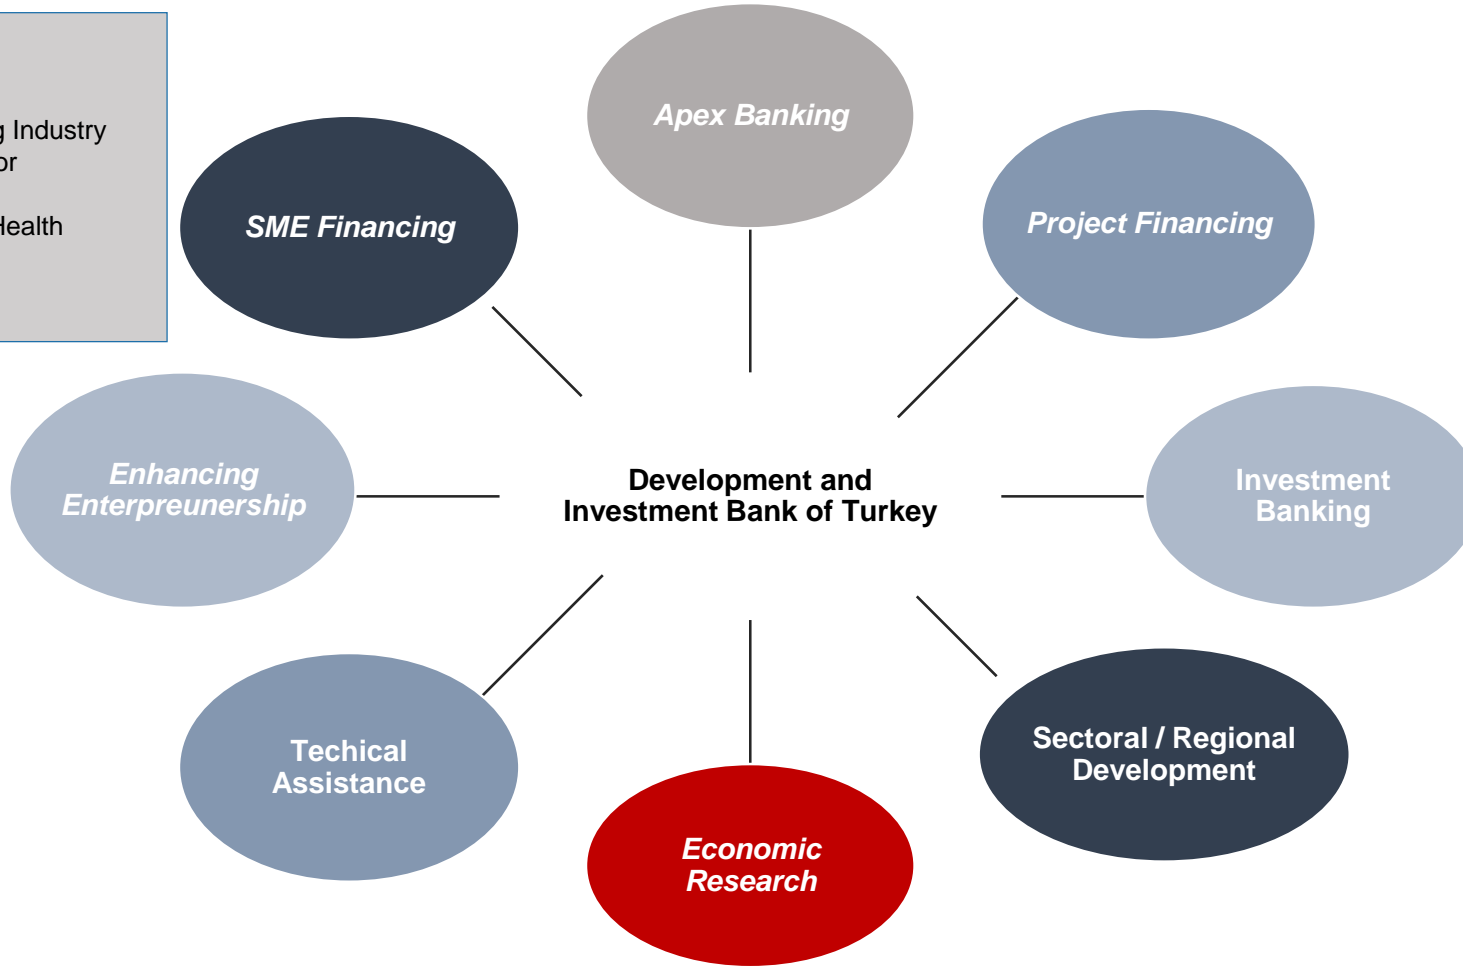 Industry
or
Health
Apex Banking
SME Financing
Project Financing
Enhancing
Enterpreunership
Development and
Investment Bank of Turkey
Investment
Banking
Techical
Assistance
Sectoral / Regional
Development
Economic
Research